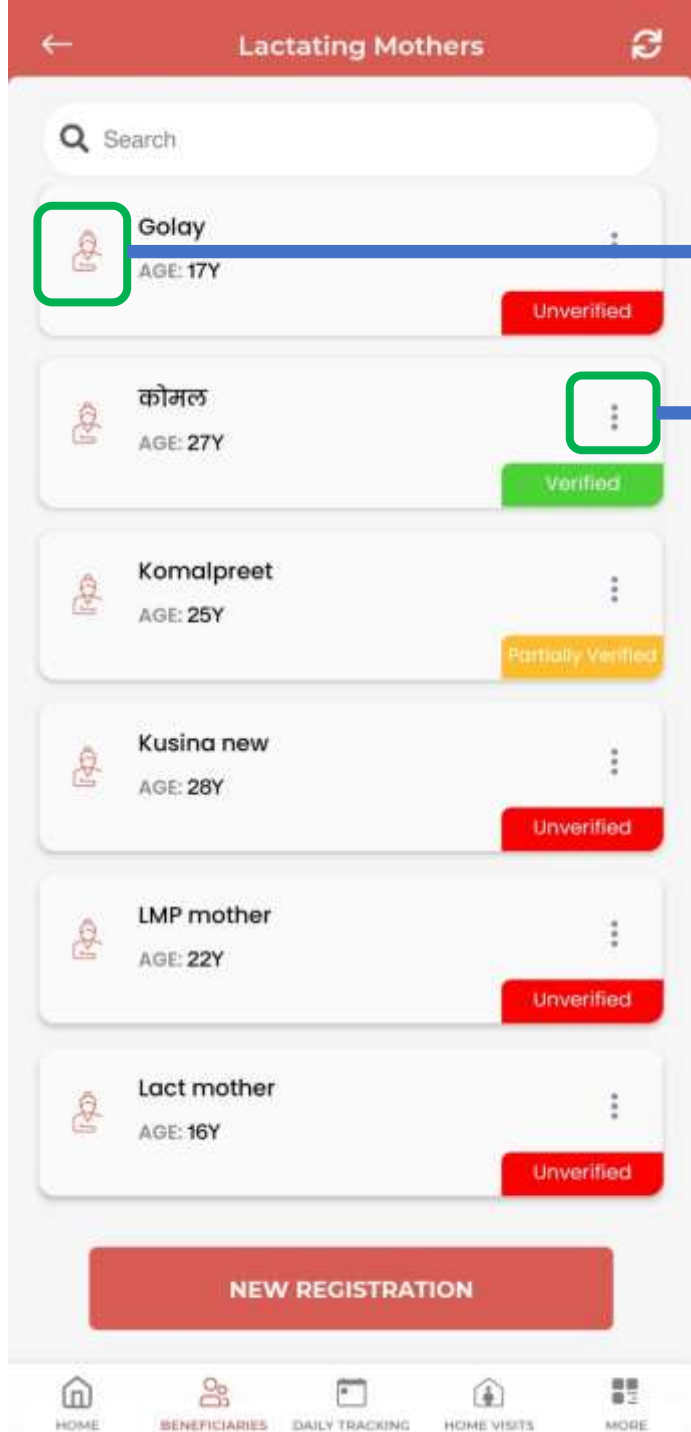 Lactating Mothers
Search
Golay
AGE: 17Y
Unverified
कोमल
AGE: 27Y
Verified
Komalpreet
AGE: 25Y
Partially Verified
Kusina new
AGE: 28Y
Unverified
LMP mother
AGE: 22Y
Unverified
Lact mother
AGE: 16Y
Unverified
NEW REGISTRATION
HOME BENEFICIARIES DAILY TRACKING HOME VISITS MORE